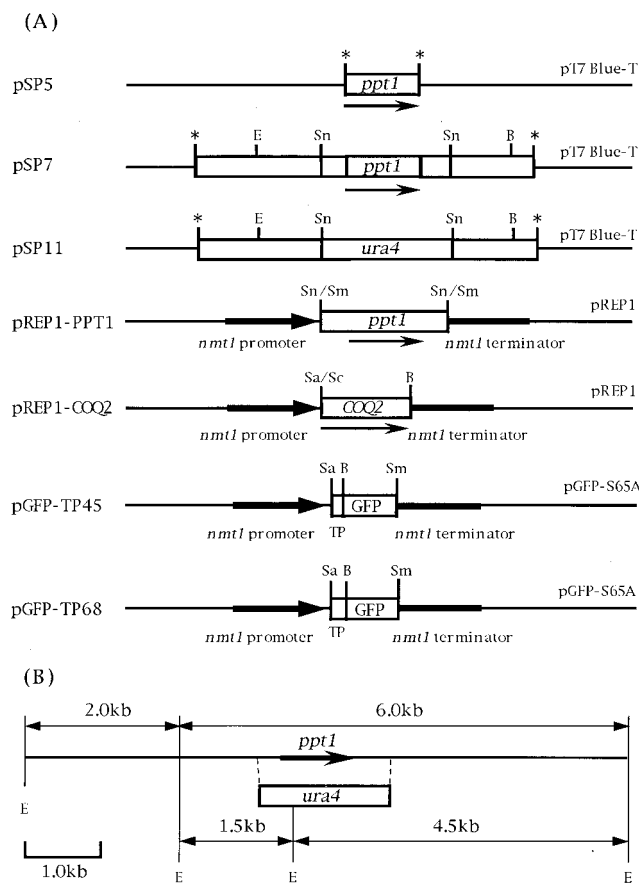 (A)
* *
pSP5 ppt1 pT7 Blue-T
* E Sn Sn B *
pSP7 ppt1 pT7 Blue-T
* E Sn Sn B *
pSP11 ura4 pT7 Blue-T
Sn/Sm Sn/Sm
pREP1-PPT1 ppt1 pREP1
nmt1 promoter nmt1 terminator
Sa/Sc B
pREP1-COQ2 COQ2 pREP1
nmt1 promoter nmt1 terminator
Sa B Sm
pGFP-TP45 GFP pGFP-S65A
nmt1 promoter TP nmt1 terminator
Sa B Sm
pGFP-TP68 GFP pGFP-S65A
nmt1 promoter TP nmt1 terminator
(B)
2.0kb 6.0kb
ppt1
E ura4
1.5kb 4.5kb
1.0kb E E E